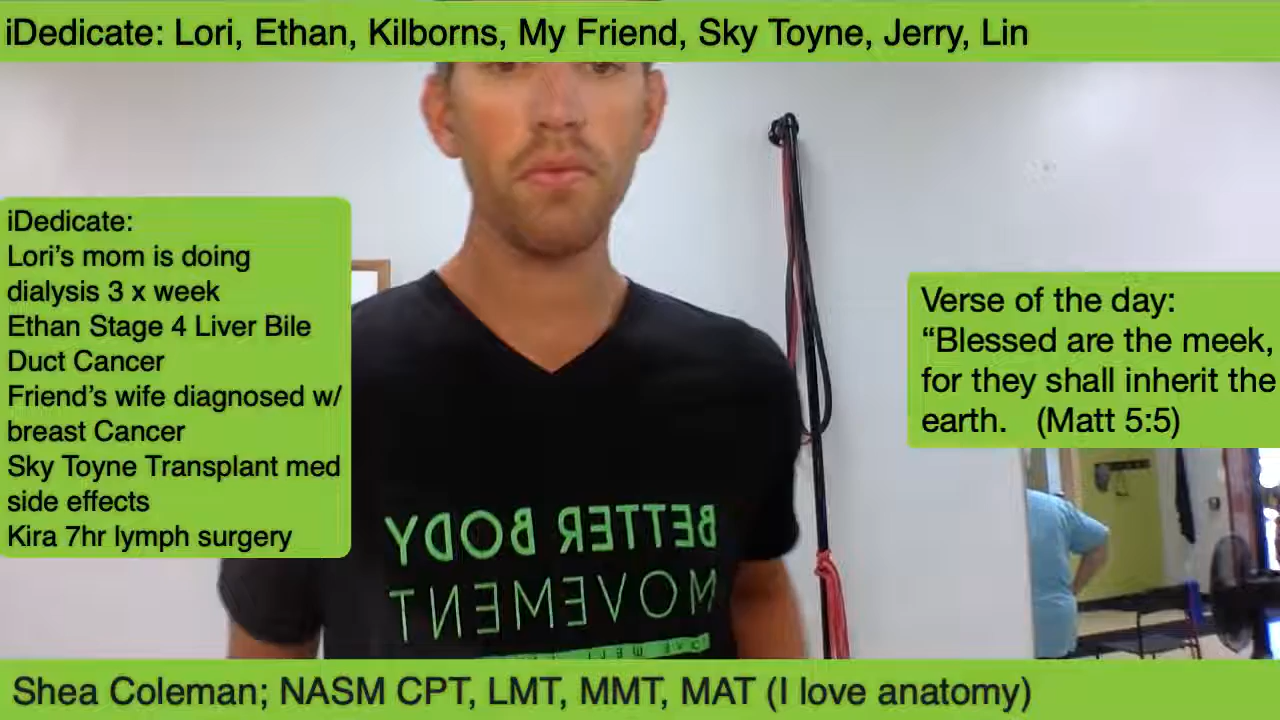 iDedicate: Lori, Ethan, Kilborns, My Friend, Sky Toyne, Jerry, Lin
iDedicate:
Lori's mom is doing
dialysis 3 x week
Ethan Stage 4 Liver Bile
Duct Cancer
Friend's wife diagnosed w/
breast Cancer
Sky Toyne Transplant med
side effects
Kira 7hr lymph surgery
Verse of the day:
“Blessed are the meek,
for they shall inherit the
earth. (Matt 5:5)
BETTER BODY
MOVEMENT
Shea Coleman; NASM CPT, LMT, MMT, MAT (I love anatomy)